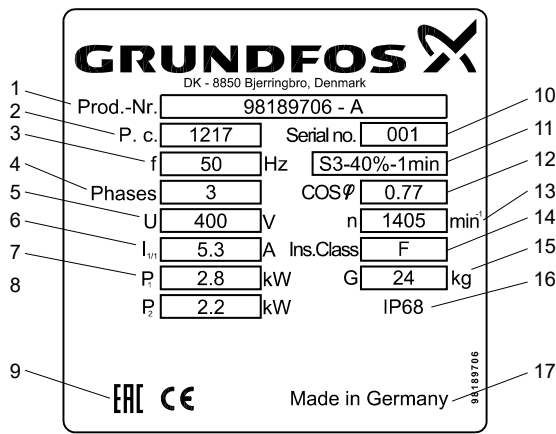 GRUNDFOS
DK - 8850 Bjerringbro, Denmark
1 Prod.-Nr. 98189706 - A
2 P. c. 1217 Serial no. 001 10
3 f 50 Hz S3-40%-1min 11
4 Phases 3 COSφ 0.77 12
5 U 400 V n 1405 min-1 13
6 I1/1 5.3 A Ins.Class F 14
7 P1 2.8 kW G 24 kg 15
8 P2 2.2 kW IP68 16
98189706
9 EAC CE Made in Germany 17